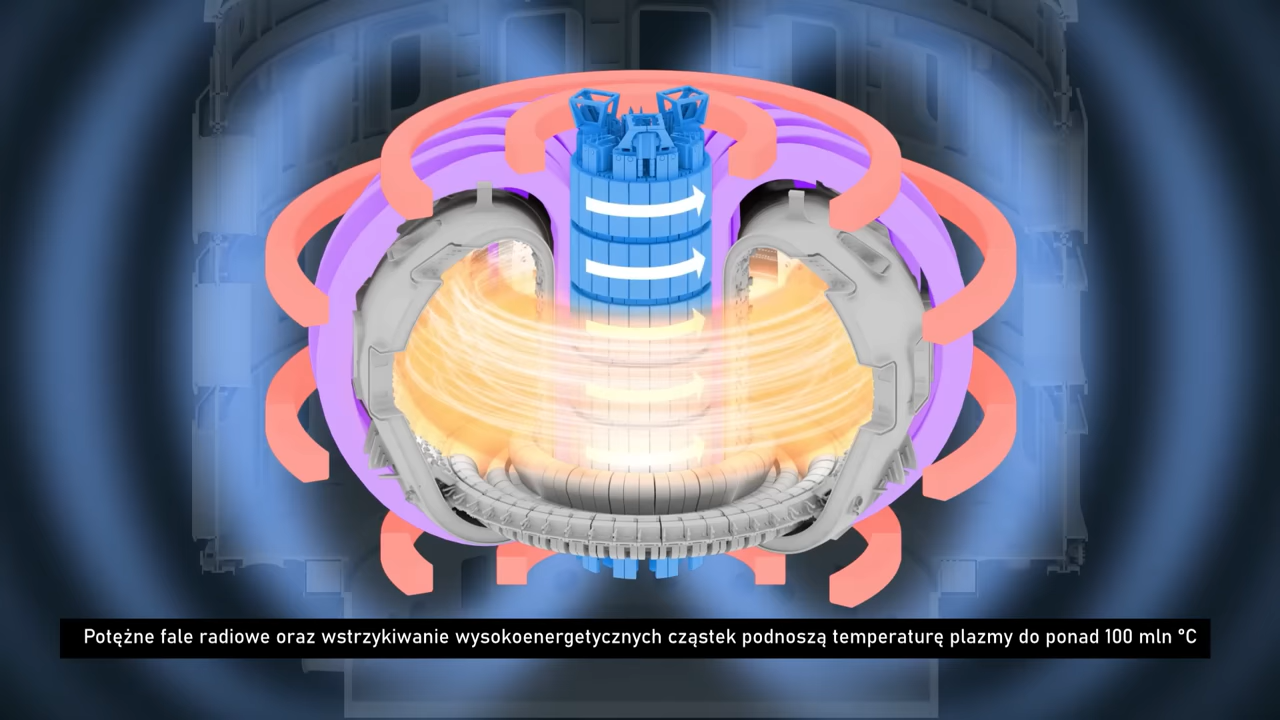 Potężne fale radiowe oraz wstrzykiwanie wysokoenergetycznych cząstek podnoszą temperaturę plazmy do ponad 100 mln °C